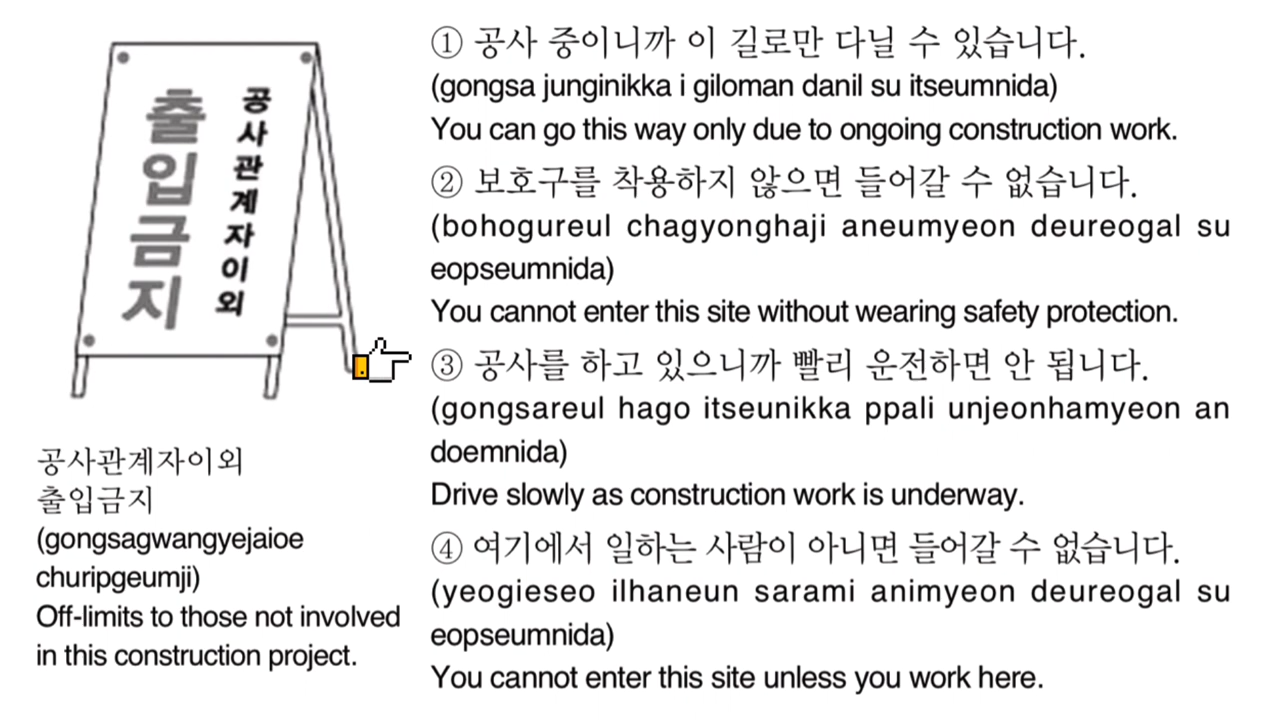 출입금지
공사관계자이외
공사관계자이외
출입금지
(gongsagwangyejaioe
churipgeumji)
Off-limits to those not involved
in this construction project.
① 공사 중이니까 이 길로만 다닐 수 있습니다.
(gongsa junginikka i giloman danil su itseumnida)
You can go this way only due to ongoing construction work.
② 보호구를 착용하지 않으면 들어갈 수 없습니다.
(bohogureul chagyonghaji aneumyeon deureogal su
eopseumnida)
You cannot enter this site without wearing safety protection.
③ 공사를 하고 있으니까 빨리 운전하면 안 됩니다.
(gongsareul hago itseunikka ppali unjeonhamyeon an
doemnida)
Drive slowly as construction work is underway.
④ 여기에서 일하는 사람이 아니면 들어갈 수 없습니다.
(yeogieseo ilhaneun sarami animyeon deureogal su
eopseumnida)
You cannot enter this site unless you work here.